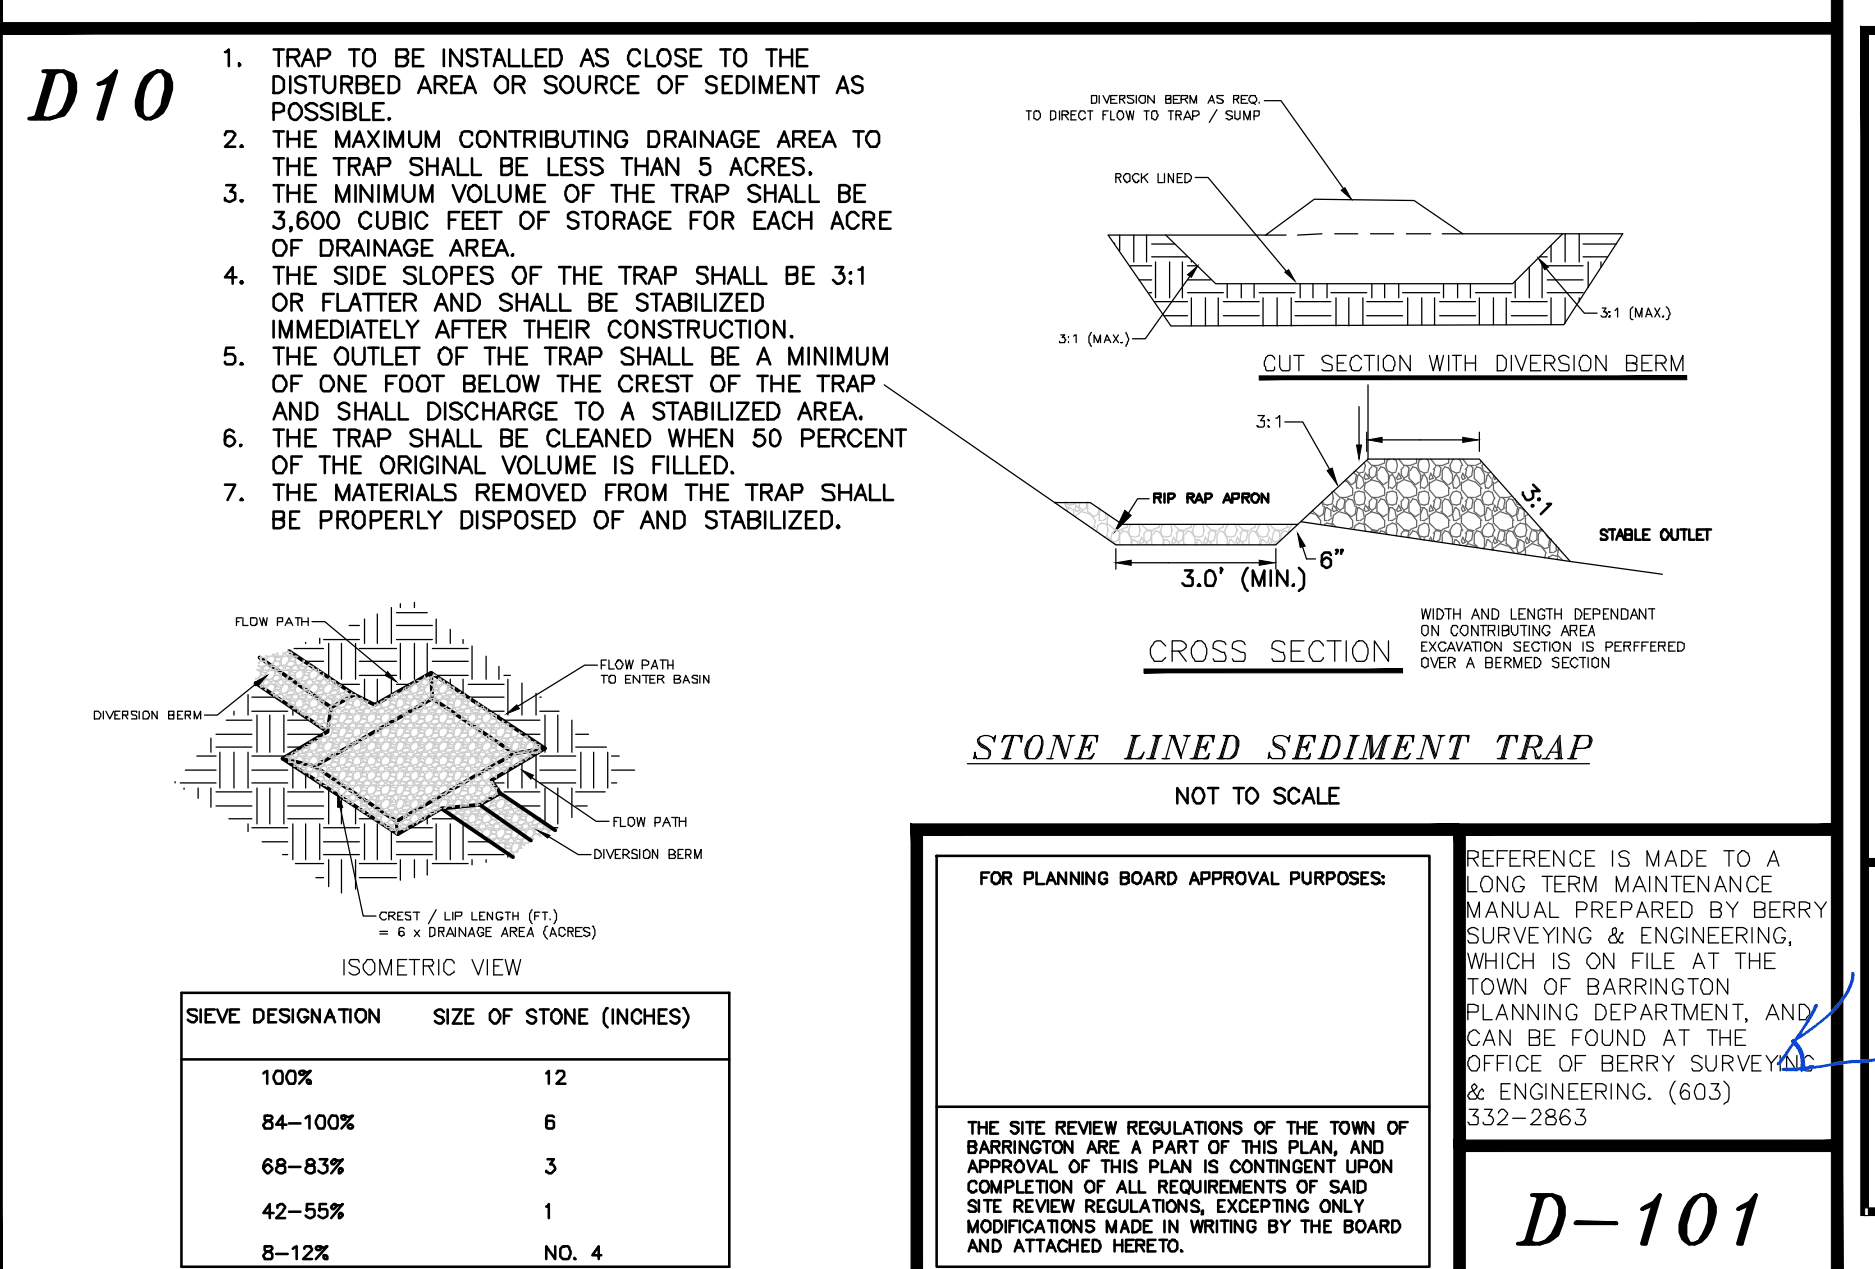 D10
1. TRAP TO BE INSTALLED AS CLOSE TO THE
DISTURBED AREA OR SOURCE OF SEDIMENT AS
POSSIBLE.
2. THE MAXIMUM CONTRIBUTING DRAINAGE AREA TO
THE TRAP SHALL BE LESS THAN 5 ACRES.
3. THE MINIMUM VOLUME OF THE TRAP SHALL BE
3,600 CUBIC FEET OF STORAGE FOR EACH ACRE
OF DRAINAGE AREA.
4. THE SIDE SLOPES OF THE TRAP SHALL BE 3:1
OR FLATTER AND SHALL BE STABILIZED
IMMEDIATELY AFTER THEIR CONSTRUCTION.
5. THE OUTLET OF THE TRAP SHALL BE A MINIMUM
OF ONE FOOT BELOW THE CREST OF THE TRAP
AND SHALL DISCHARGE TO A STABILIZED AREA.
6. THE TRAP SHALL BE CLEANED WHEN 50 PERCENT
OF THE ORIGINAL VOLUME IS FILLED.
7. THE MATERIALS REMOVED FROM THE TRAP SHALL
BE PROPERLY DISPOSED OF AND STABILIZED.
DIVERSION BERM AS REQ.
TO DIRECT FLOW TO TRAP / SUMP
ROCK LINED
3:1 (MAX.)
3:1 (MAX.)
CUT SECTION WITH DIVERSION BERM
3:1
RIP RAP APRON
3:1
STABLE OUTLET
6"
3.0' (MIN.)
CROSS SECTION
WIDTH AND LENGTH DEPENDANT
ON CONTRIBUTING AREA
EXCAVATION SECTION IS PERFFERED
OVER A BERMED SECTION
FLOW PATH
FLOW PATH
TO ENTER BASIN
DIVERSION BERM
FLOW PATH
DIVERSION BERM
CREST / LIP LENGTH (FT.)
= 6 x DRAINAGE AREA (ACRES)
ISOMETRIC VIEW
STONE LINED SEDIMENT TRAP
NOT TO SCALE
SIEVE DESIGNATION SIZE OF STONE (INCHES)
100% 12
84-100% 6
68-83% 3
42-55% 1
8-12% NO. 4
FOR PLANNING BOARD APPROVAL PURPOSES:
THE SITE REVIEW REGULATIONS OF THE TOWN OF
BARRINGTON ARE A PART OF THIS PLAN, AND
APPROVAL OF THIS PLAN IS CONTINGENT UPON
COMPLETION OF ALL REQUIREMENTS OF SAID
SITE REVIEW REGULATIONS, EXCEPTING ONLY
MODIFICATIONS MADE IN WRITING BY THE BOARD
AND ATTACHED HERETO.
REFERENCE IS MADE TO A
LONG TERM MAINTENANCE
MANUAL PREPARED BY BERRY
SURVEYING & ENGINEERING,
WHICH IS ON FILE AT THE
TOWN OF BARRINGTON
PLANNING DEPARTMENT, AND
CAN BE FOUND AT THE
OFFICE OF BERRY SURVEYING
& ENGINEERING. (603)
332-2863
D-101